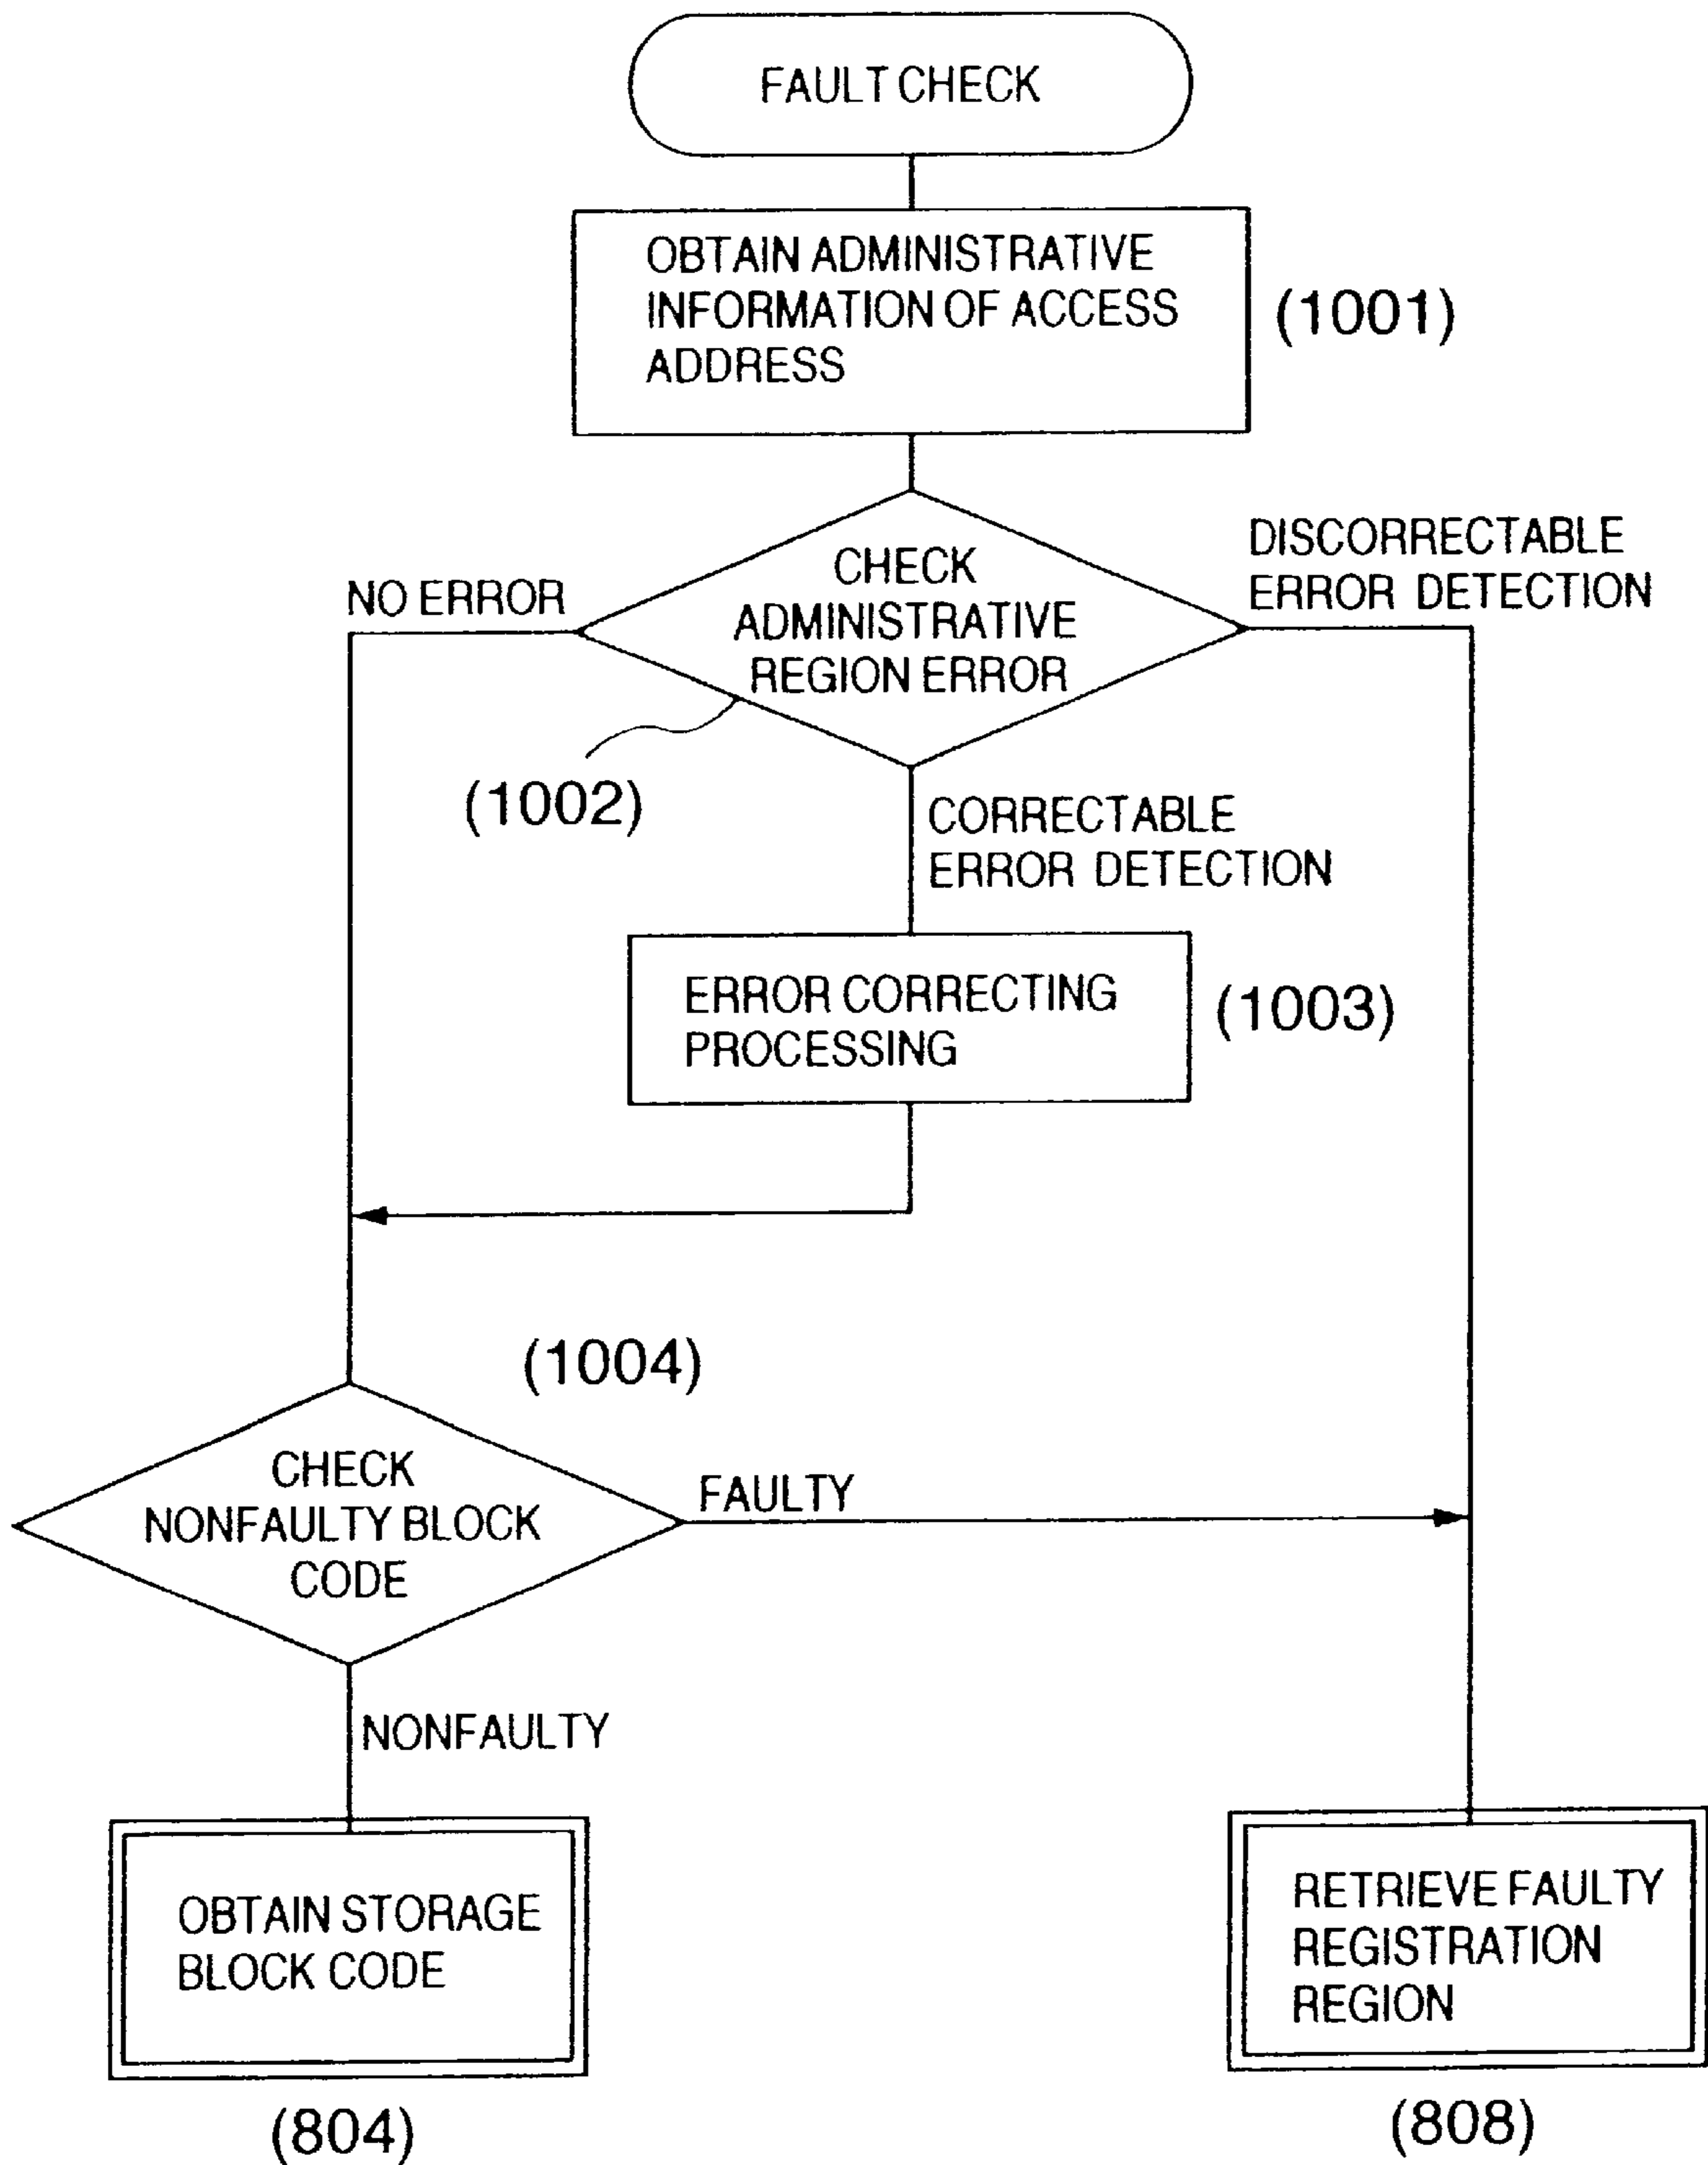 FAULT CHECK
OBTAIN ADMINISTRATIVE
INFORMATION OF ACCESS
ADDRESS
(1001)
CHECK
ADMINISTRATIVE
REGION ERROR
NO ERROR
DISCORRECTABLE
ERROR DETECTION
(1002)
CORRECTABLE
ERROR DETECTION
ERROR CORRECTING
PROCESSING
(1003)
(1004)
CHECK
NONFAULTY BLOCK
CODE
FAULTY
NONFAULTY
OBTAIN STORAGE
BLOCK CODE
(804)
RETRIEVE FAULTY
REGISTRATION
REGION
(808)